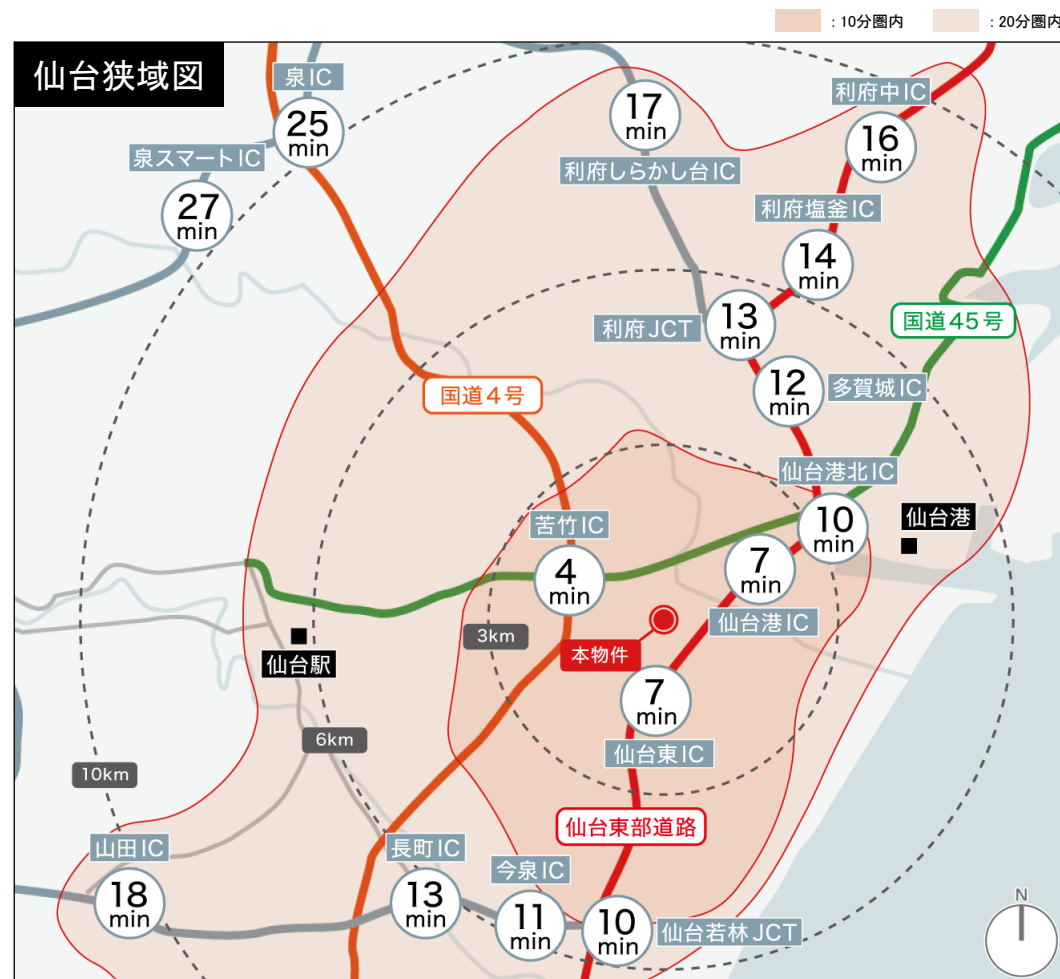 : 10分圏内
: 20分圏内
仙台狭域図
泉IC
25
min
泉スマートIC
27
min
17
min
利府しらかし台IC
利府中IC
16
min
利府塩釜IC
14
min
13
min
利府JCT
12
min
多賀城IC
国道45号
国道4号
仙台港北IC
10
min
仙台港
苦竹IC
4
min
7
min
仙台港IC
3km
本物件
仙台駅
7
min
仙台東IC
6km
10km
仙台東部道路
山田IC
18
min
長町IC
13
min
今泉IC
11
min
10
min
仙台若林JCT
N